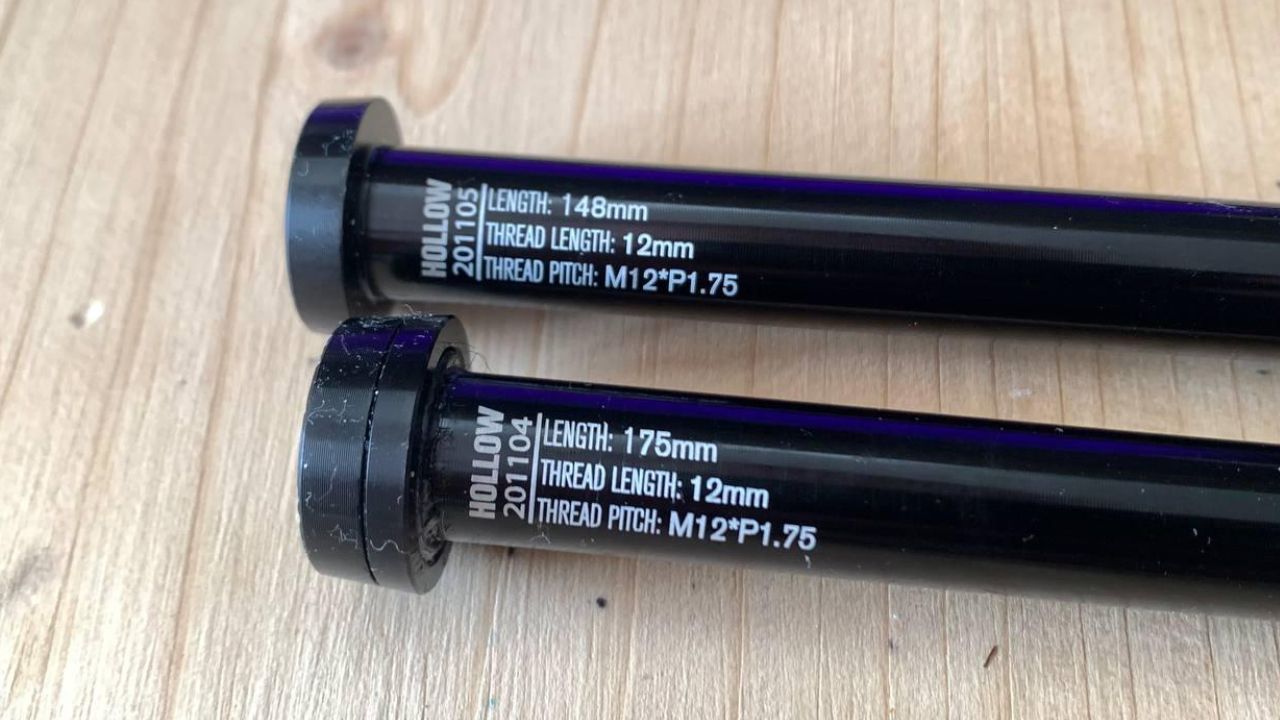 HOLLOW
201105
LENGTH: 148mm
THREAD LENGTH: 12mm
THREAD PITCH: M12*P1.75
HOLLOW
201104
LENGTH: 175mm
THREAD LENGTH: 12mm
THREAD PITCH: M12*P1.75